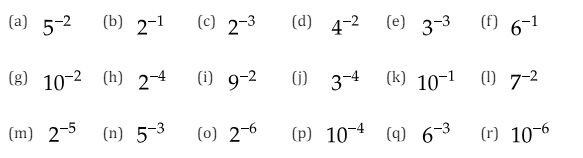 (a) 5⁻² (b) 2⁻¹ (c) 2⁻³ (d) 4⁻² (e) 3⁻³ (f) 6⁻¹
(g) 10⁻² (h) 2⁻⁴ (i) 9⁻² (j) 3⁻⁴ (k) 10⁻¹ (l) 7⁻²
(m) 2⁻⁵ (n) 5⁻³ (o) 2⁻⁶ (p) 10⁻⁴ (q) 6⁻³ (r) 10⁻⁶